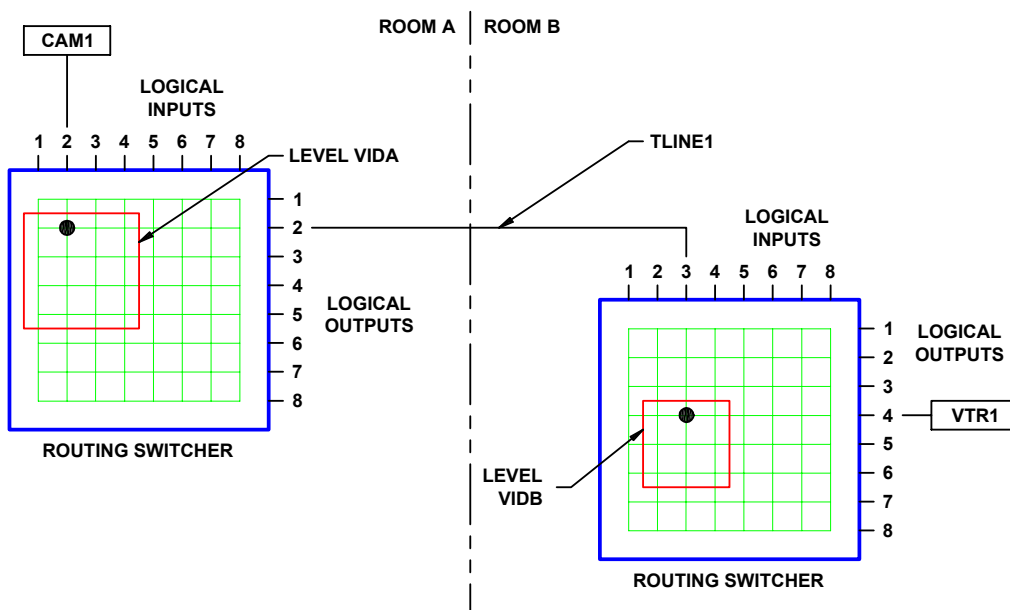 ROOM A
ROOM B
CAM1
LOGICAL
INPUTS
1 2 3 4 5 6 7 8
LEVEL VIDA
TLINE1
1
2
3
4
5
6
7
8
LOGICAL
OUTPUTS
ROUTING SWITCHER
LOGICAL
INPUTS
1 2 3 4 5 6 7 8
1
2
3
4
5
6
7
8
LOGICAL
OUTPUTS
VTR1
LEVEL
VIDB
ROUTING SWITCHER